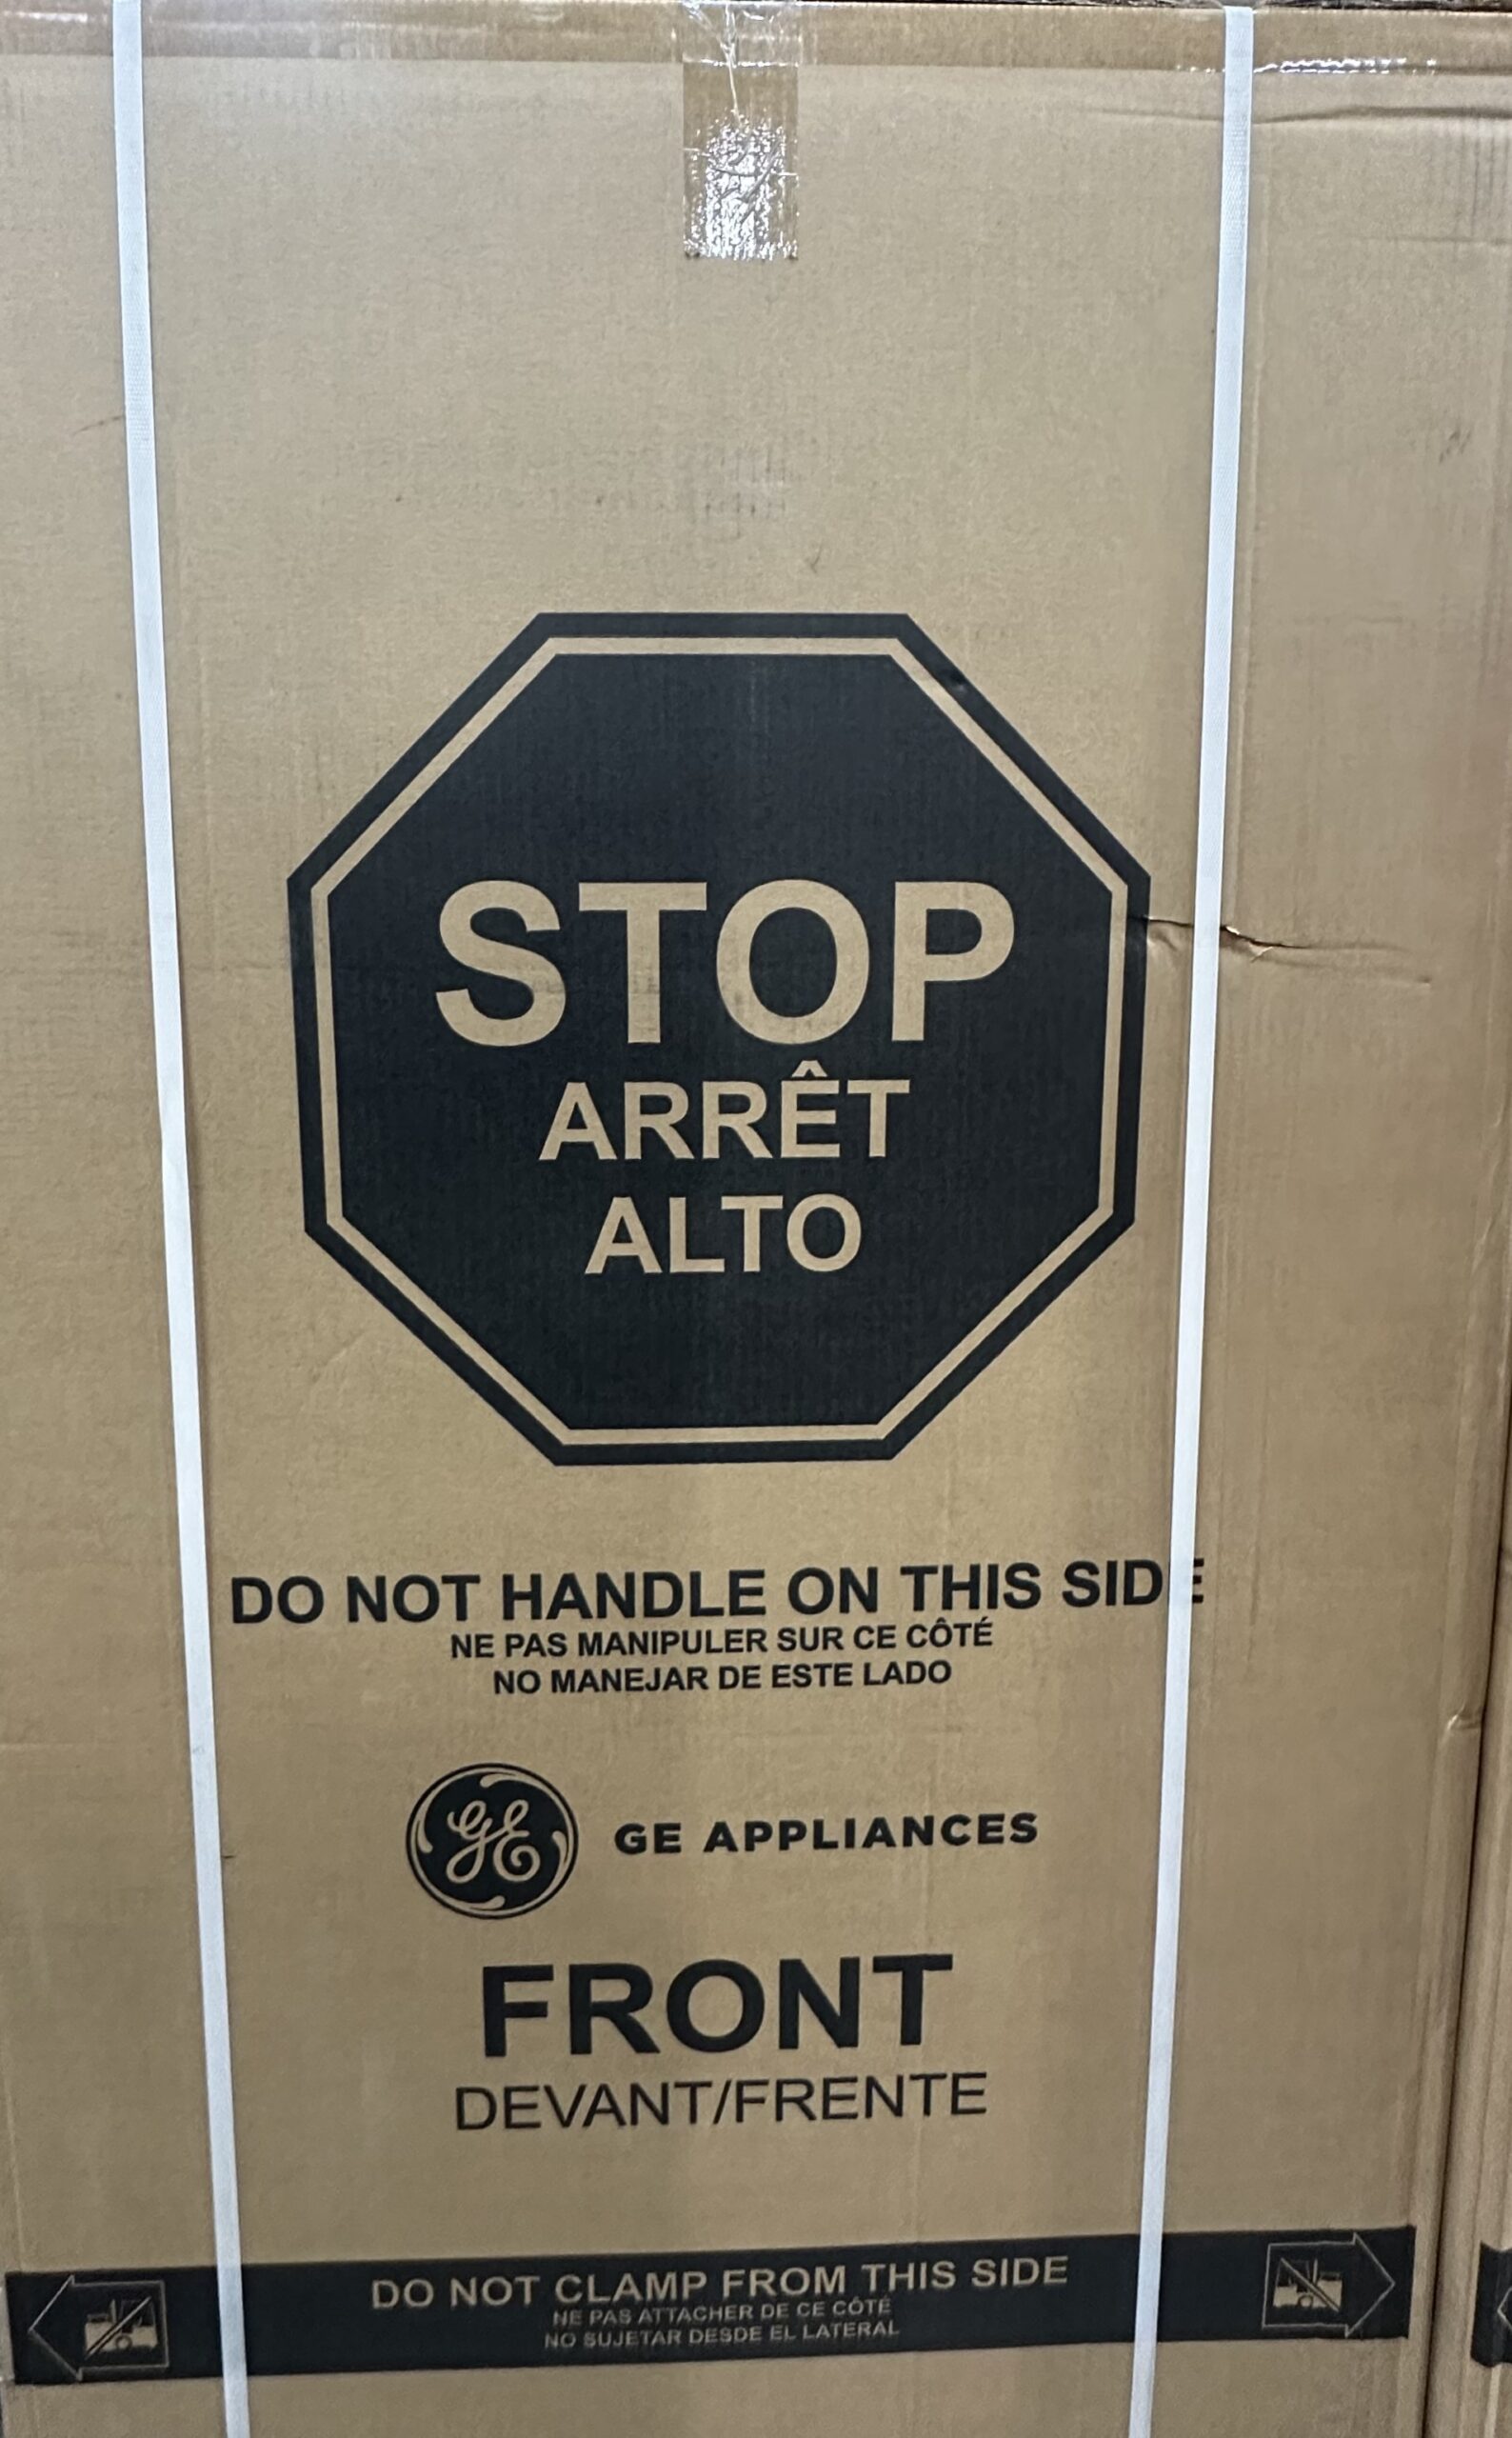 STOP
ARRÊT
ALTO
DO NOT HANDLE ON THIS SIDE
NE PAS MANIPULER SUR CE CÔTÉ
NO MANEJAR DE ESTE LADO
GE GE APPLIANCES
FRONT
DEVANT/FRENTE
DO NOT CLAMP FROM THIS SIDE
NE PAS ATTACHER DE CE CÔTÉ
NO SUJETAR DESDE EL LATERAL